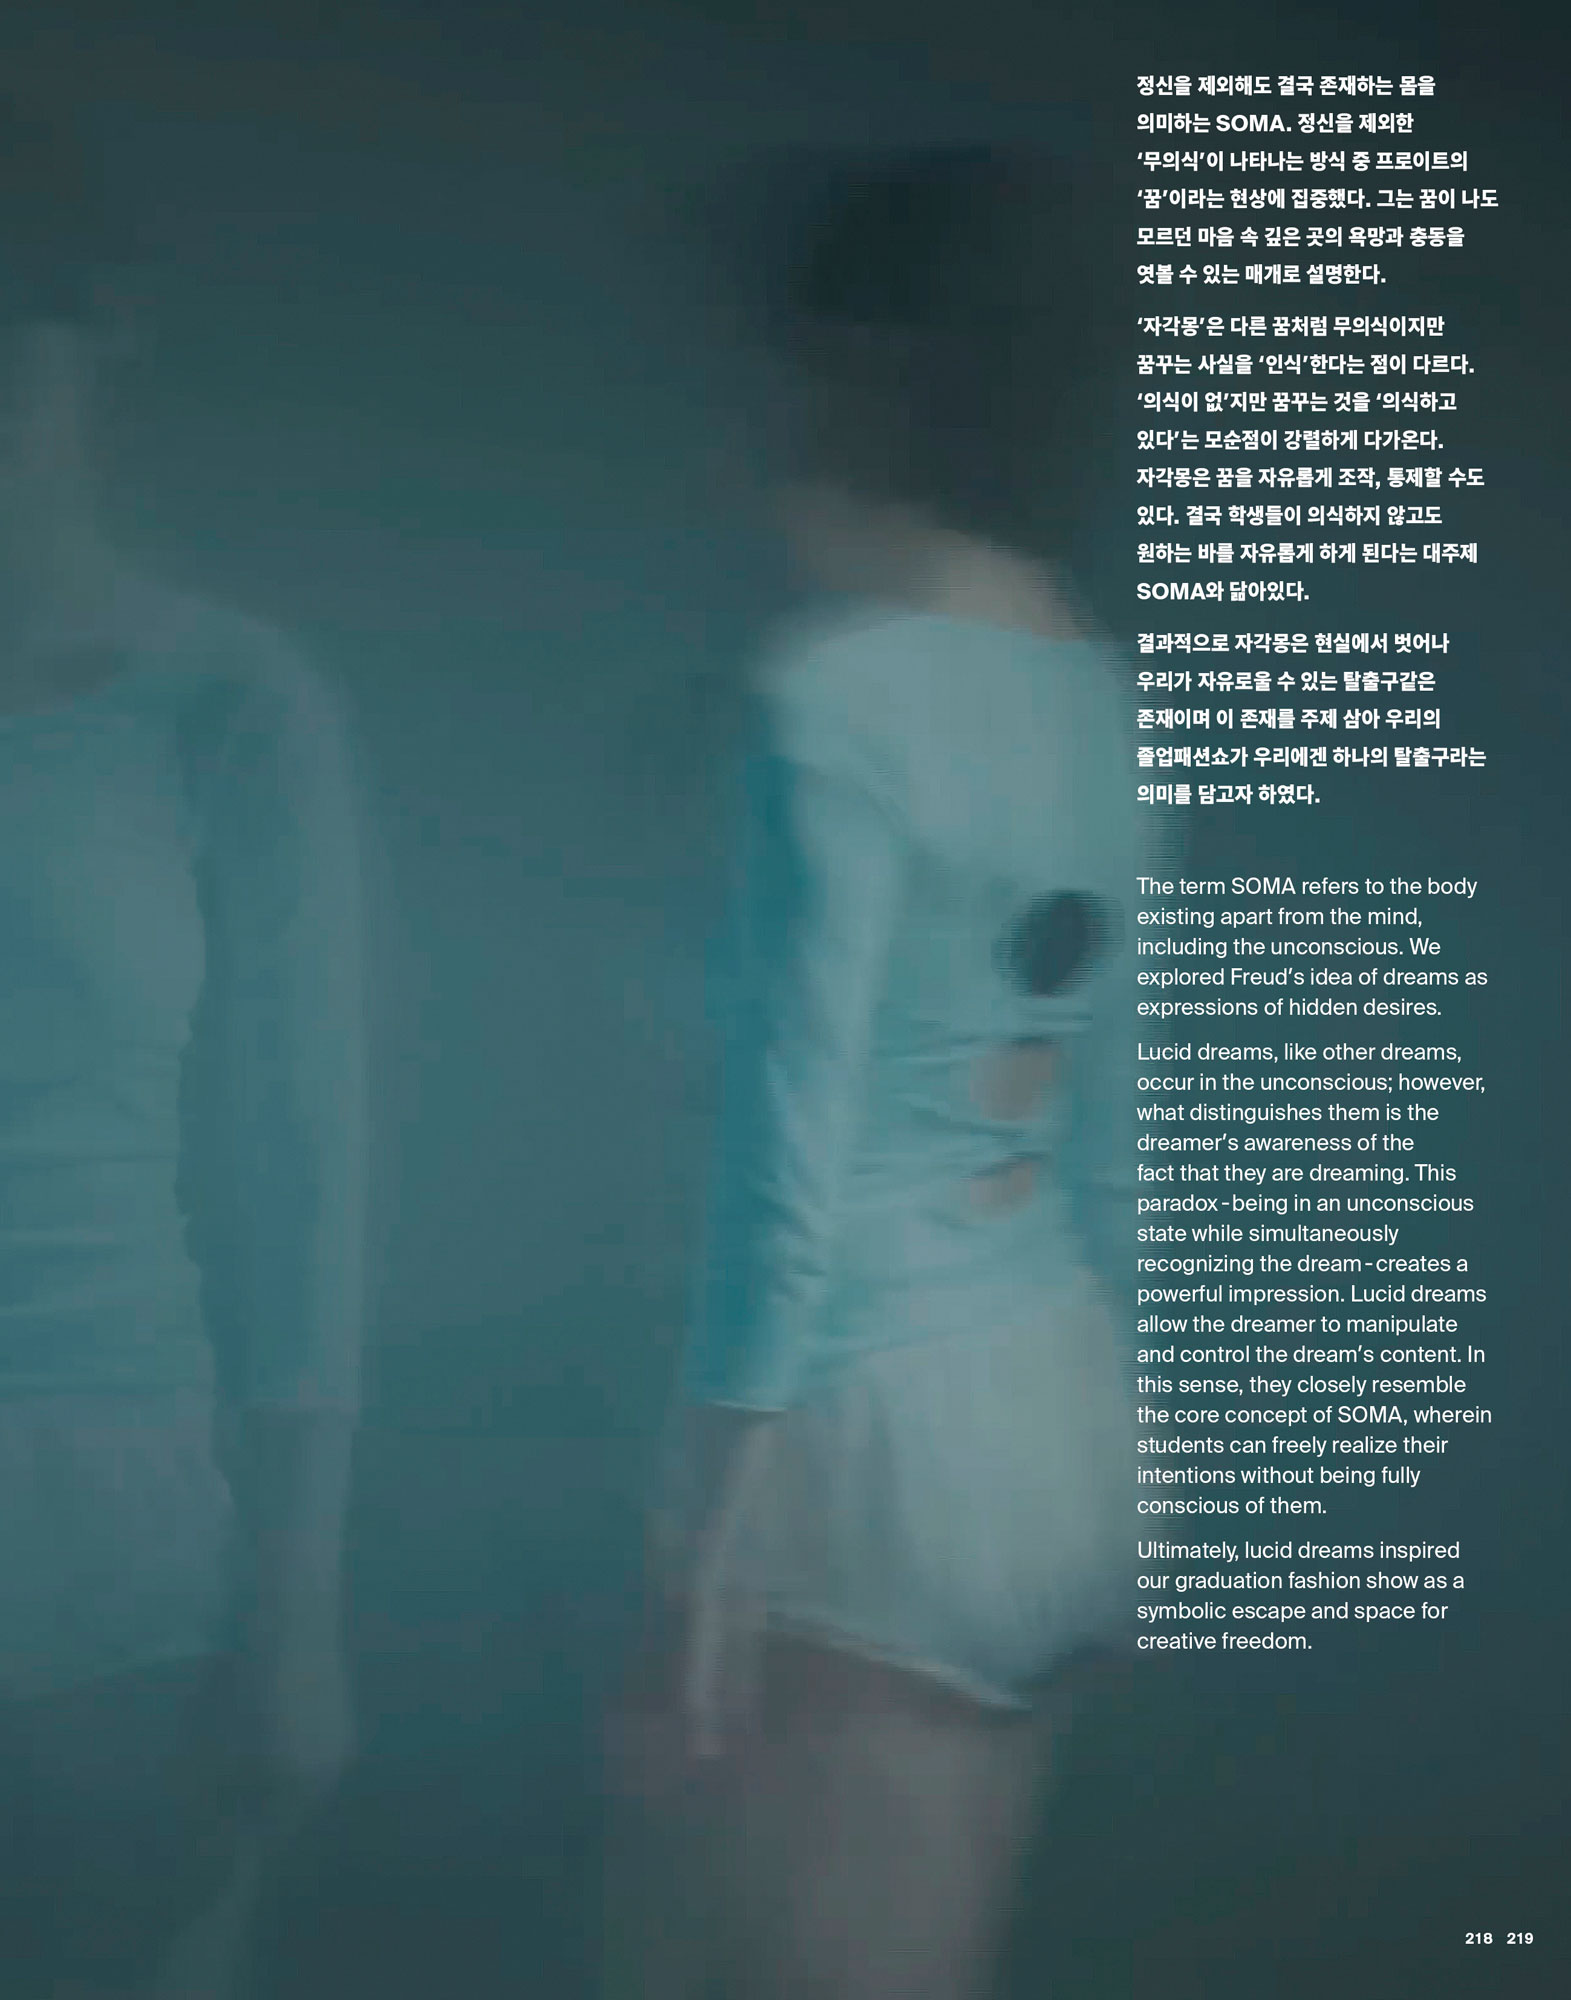 정신을 제외해도 결국 존재하는 몸을
의미하는 SOMA. 정신을 제외한
‘무의식’이 나타나는 방식 중 프로이트의
‘꿈’이라는 현상에 집중했다. 그는 꿈이 나도
모르던 마음 속 깊은 곳의 욕망과 충동을
엿볼 수 있는 매개로 설명한다.
‘자각몽’은 다른 꿈처럼 무의식이지만
꿈꾸는 사실을 ‘인식’한다는 점이 다르다.
‘의식이 없’지만 꿈꾸는 것을 ‘의식하고
있다’는 모순점이 강렬하게 다가온다.
자각몽은 꿈을 자유롭게 조작, 통제할 수도
있다. 결국 학생들이 의식하지 않고도
원하는 바를 자유롭게 하게 된다는 대주제
SOMA와 닮아있다.
결과적으로 자각몽은 현실에서 벗어나
우리가 자유로울 수 있는 탈출구같은
존재이며 이 존재를 주제 삼아 우리의
졸업패션쇼가 우리에겐 하나의 탈출구라는
의미를 담고자 하였다.
The term SOMA refers to the body
existing apart from the mind,
including the unconscious. We
explored Freud’s idea of dreams as
expressions of hidden desires.
Lucid dreams, like other dreams,
occur in the unconscious; however,
what distinguishes them is the
dreamer’s awareness of the
fact that they are dreaming. This
paradox-being in an unconscious
state while simultaneously
recognizing the dream-creates a
powerful impression. Lucid dreams
allow the dreamer to manipulate
and control the dream’s content. In
this sense, they closely resemble
the core concept of SOMA, wherein
students can freely realize their
intentions without being fully
conscious of them.
Ultimately, lucid dreams inspired
our graduation fashion show as a
symbolic escape and space for
creative freedom.
218 219